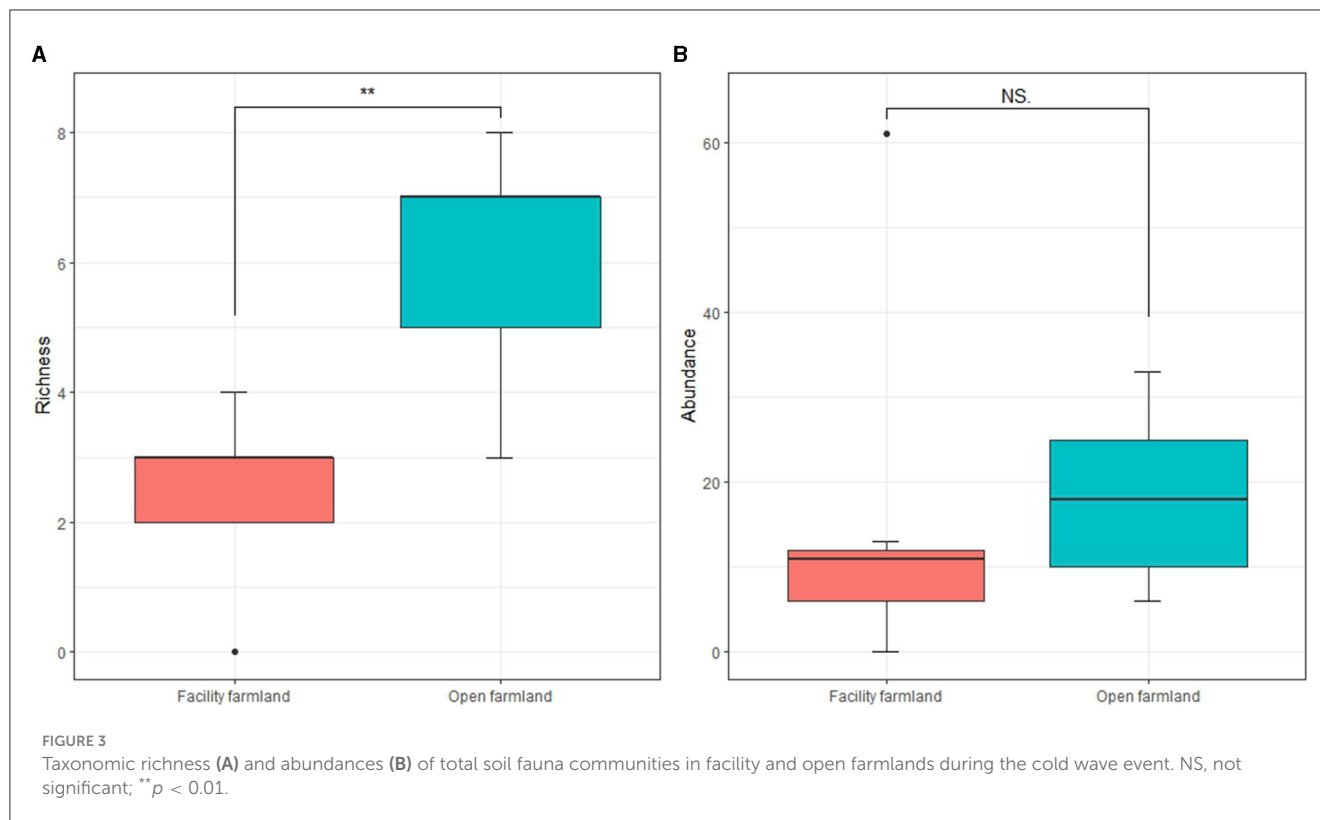 A
**
Richness
8
6
4
2
0
Facility farmland
Open farmland
B
NS.
Abundance
60
40
20
0
Facility farmland
Open farmland
FIGURE 3
Taxonomic richness (A) and abundances (B) of total soil fauna communities in facility and open farmlands during the cold wave event. NS, not
significant; **p < 0.01.